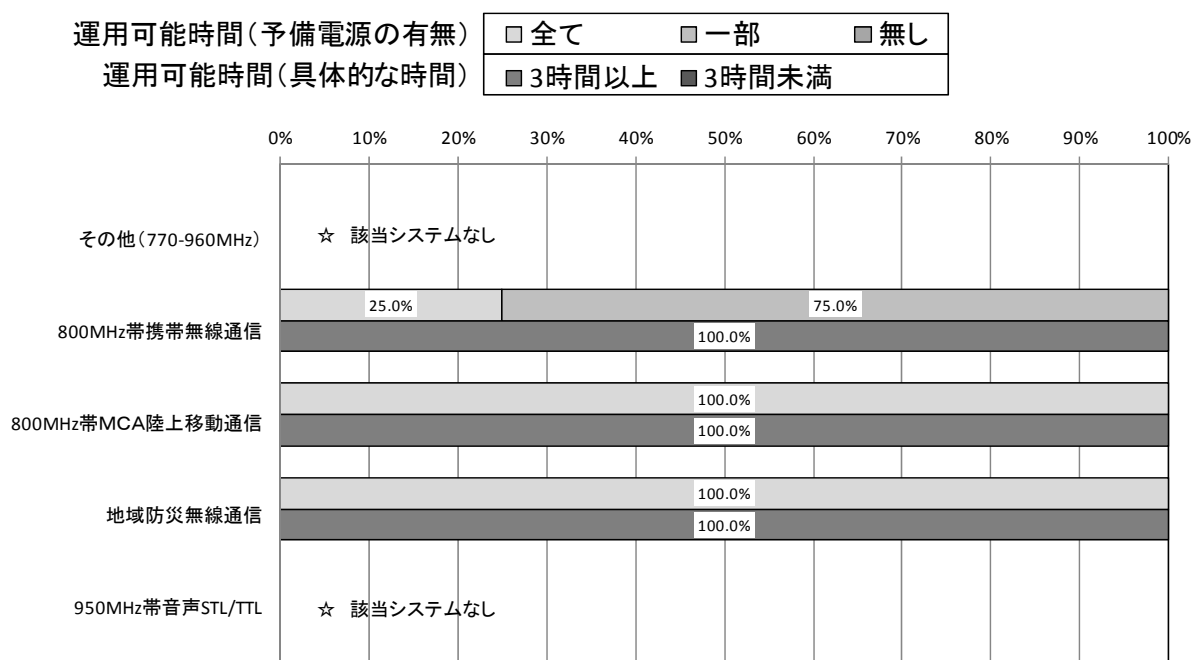 運用可能時間(予備電源の有無) 全て 一部 無し
運用可能時間(具体的な時間) 3時間以上 3時間未満
0% 10% 20% 30% 40% 50% 60% 70% 80% 90% 100%
その他(770-960MHz) ☆ 該当システムなし
25.0% 75.0%
800MHz帯携帯無線通信
100.0%
100.0%
800MHz帯MCA陸上移動通信
100.0%
100.0%
地域防災無線通信
100.0%
950MHz帯音声STL/TTL ☆ 該当システムなし